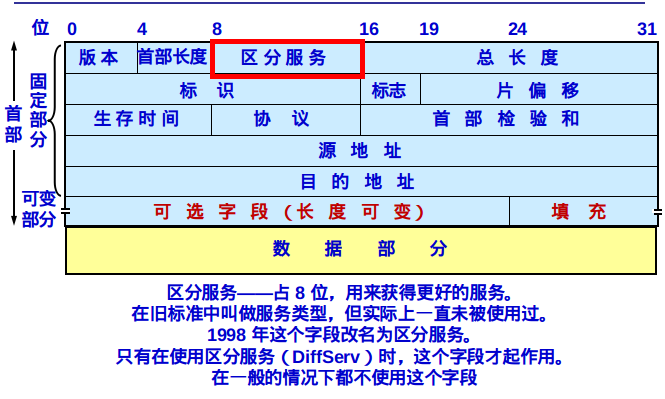 位 0 4 8 16 19 24 31
版 本 首部长度 区 分 服 务 总 长 度
标 识 标志 片 偏 移
生 存 时 间 协 议 首 部 检 验 和
源 地 址
目 的 地 址
可 选 字 段 （长 度 可 变） 填 充
数 据 部 分
首部
固定部分
可变
部分
区分服务——占 8 位，用来获得更好的服务。
在旧标准中叫做服务类型，但实际上一直未被使用过。
1998 年这个字段改名为区分服务。
只有在使用区分服务（DiffServ）时，这个字段才起作用。
在一般的情况下都不使用这个字段